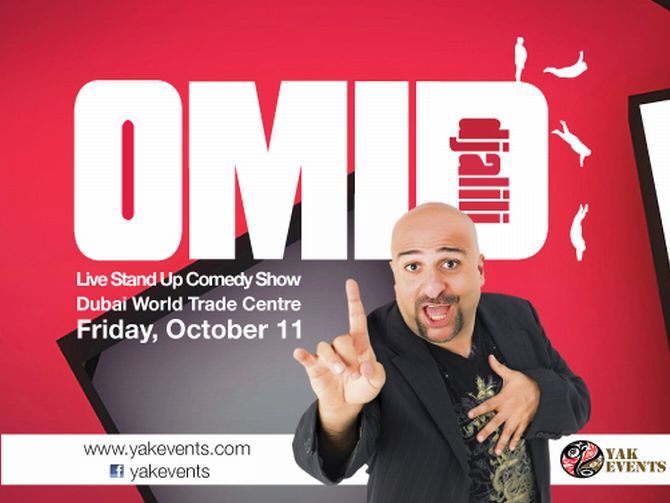 OMID
djalili
Live Stand Up Comedy Show
Dubai World Trade Centre
Friday, October 11
www.yakevents.com
yakevents
YAK
EVENTS